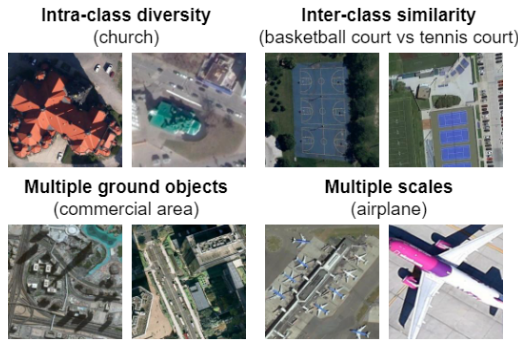 Intra-class diversity
(church)
Inter-class similarity
(basketball court vs tennis court)
Multiple ground objects
(commercial area)
Multiple scales
(airplane)